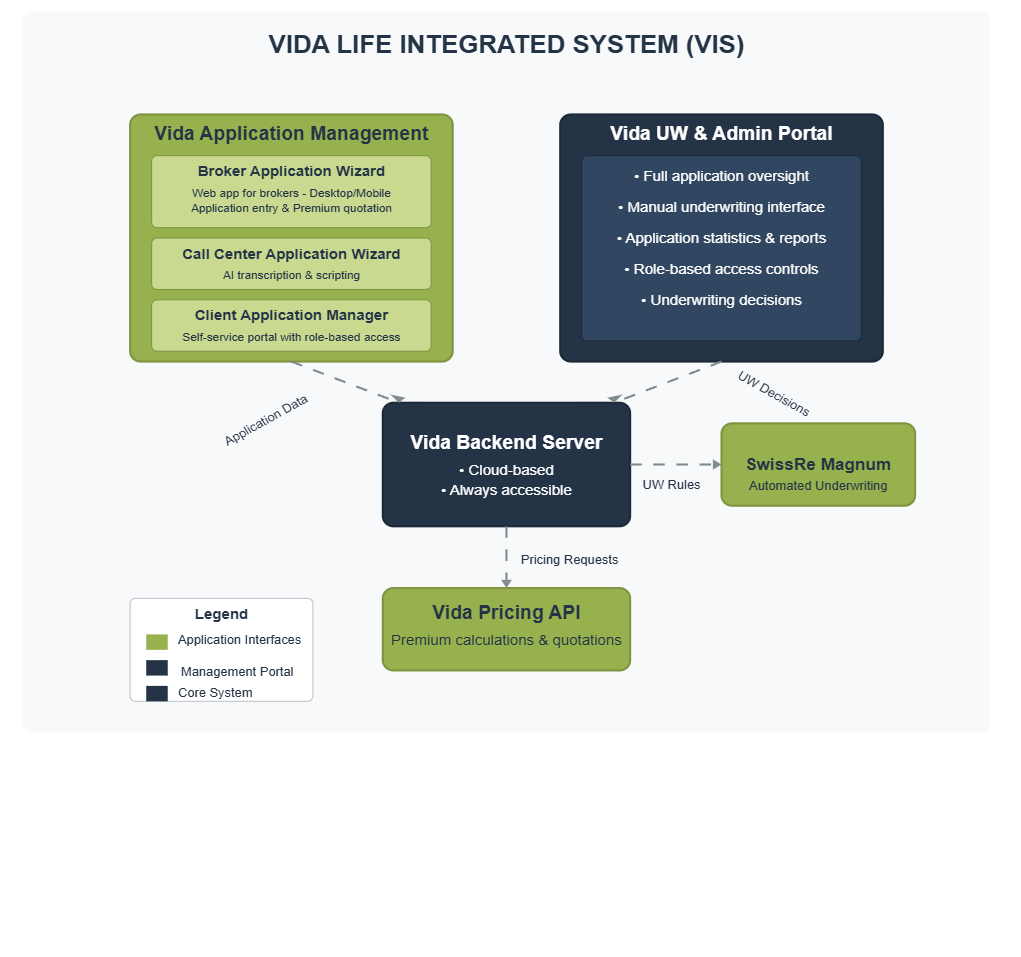 VIDA LIFE INTEGRATED SYSTEM (VIS)
Vida Application Management
Broker Application Wizard
Web app for brokers - Desktop/Mobile
Application entry & Premium quotation
Call Center Application Wizard
AI transcription & scripting
Client Application Manager
Self-service portal with role-based access
Vida UW & Admin Portal
• Full application oversight
• Manual underwriting interface
• Application statistics & reports
• Role-based access controls
• Underwriting decisions
Application Data
UW Decisions
Vida Backend Server
• Cloud-based
• Always accessible
UW Rules
SwissRe Magnum
Automated Underwriting
Pricing Requests
Vida Pricing API
Premium calculations & quotations
Legend
Application Interfaces
Management Portal
Core System